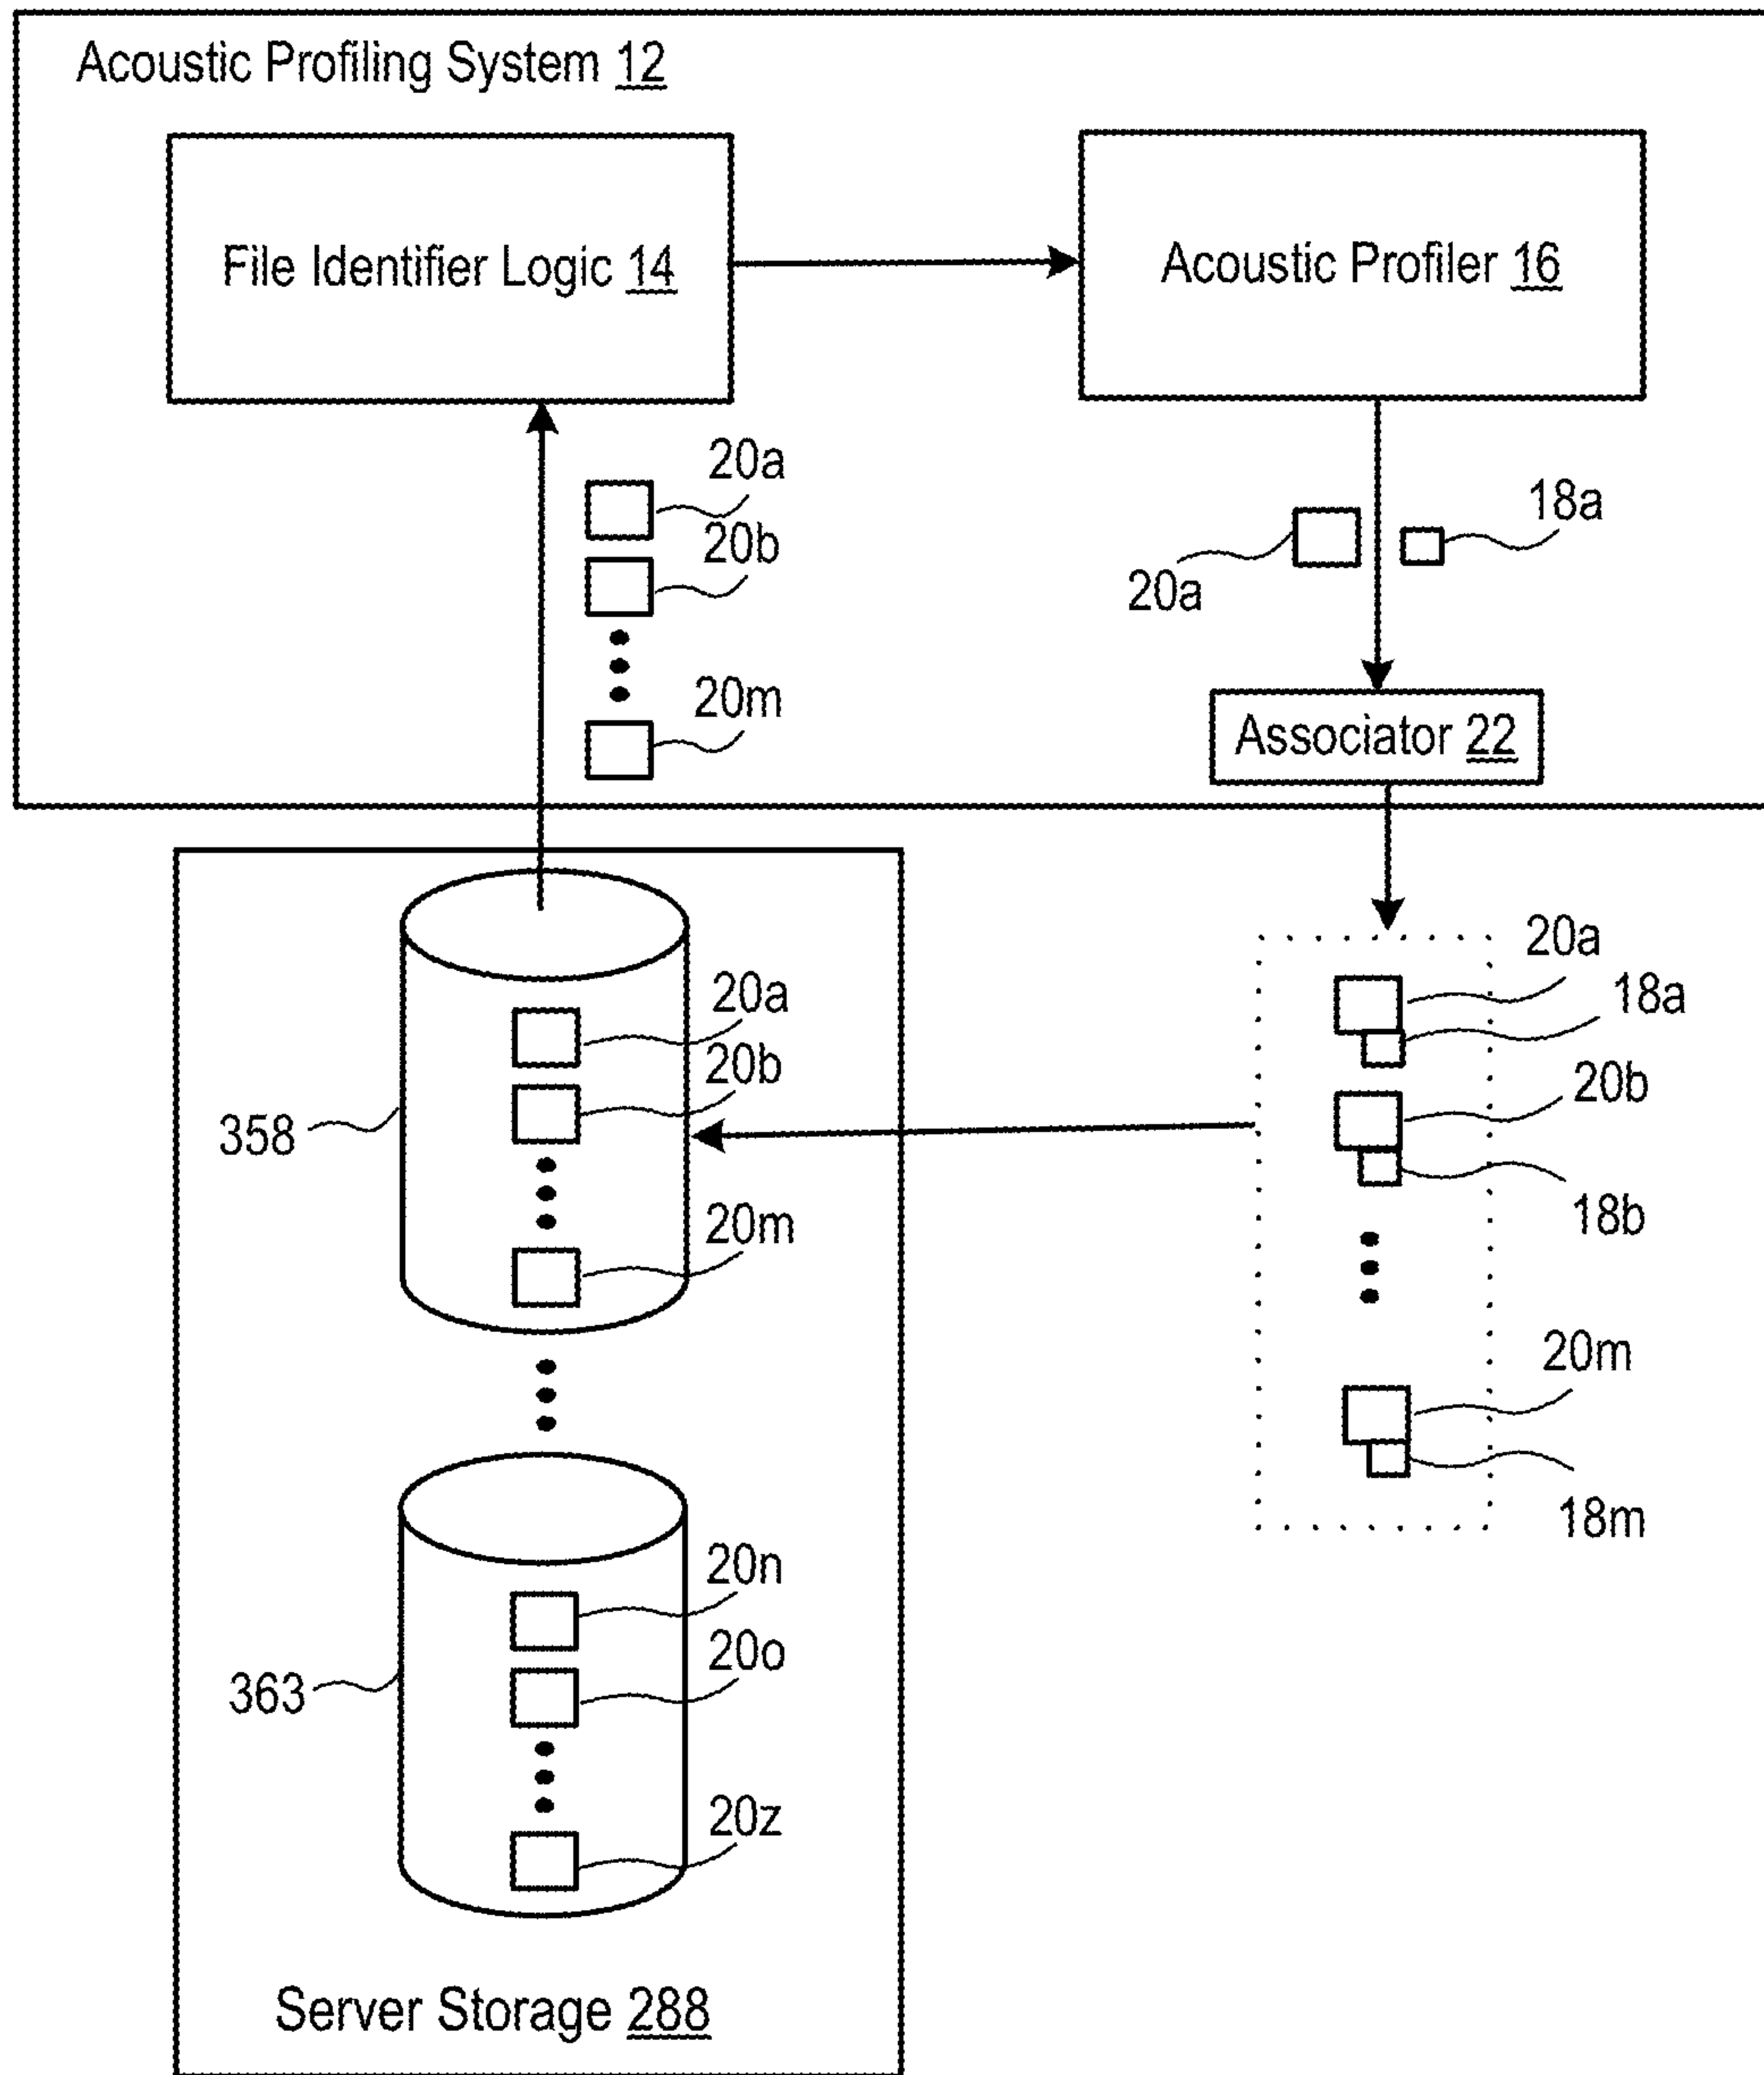 Acoustic Profiling System 12
File Identifier Logic 14
Acoustic Profiler 16
20a
20b
20m
20a
18a
Associator 22
358
20a
20b
20m
20a
18a
20b
18b
20m
18m
363
20n
20o
20z
Server Storage 288